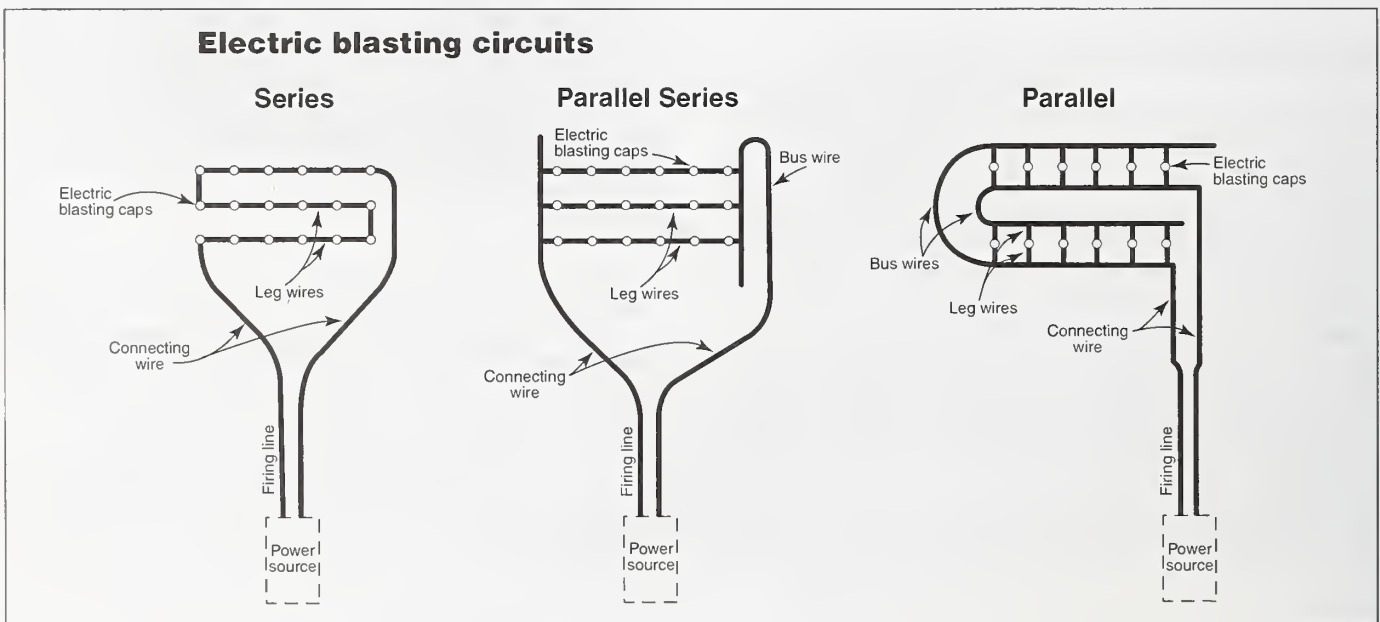 Electric blasting circuits
Series
Electric
blasting caps
Leg wires
Connecting
wire
Firing line
Power
source
Parallel Series
Electric
blasting caps
Bus wire
Leg wires
Connecting
wire
Firing line
Power
source
Parallel
Electric
blasting caps
Bus wires
Leg wires
Connecting
wire
Firing line
Power
source